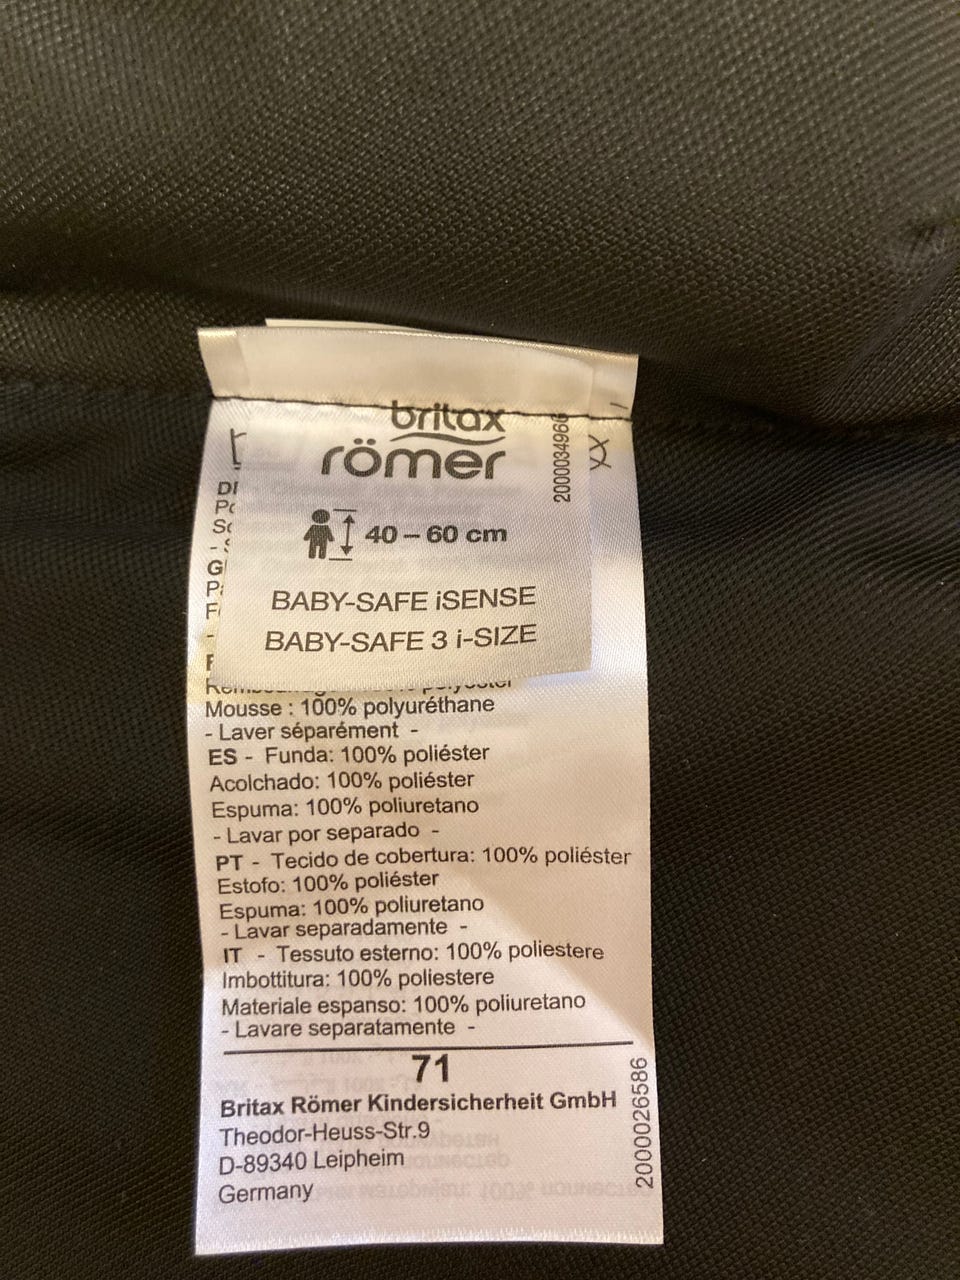 britax
römer
2000034966
40 – 60 cm
BABY-SAFE iSENSE
BABY-SAFE 3 i-SIZE
Mousse : 100% polyuréthane
- Laver séparément -
ES - Funda: 100% poliéster
Acolchado: 100% poliéster
Espuma: 100% poliuretano
- Lavar por separado -
PT - Tecido de cobertura: 100% poliéster
Estofo: 100% poliéster
Espuma: 100% poliuretano
- Lavar separadamente -
IT - Tessuto esterno: 100% poliestere
Imbottitura: 100% poliestere
Materiale espanso: 100% poliuretano
- Lavare separatamente -
71
Britax Römer Kindersicherheit GmbH
Theodor-Heuss-Str.9
D-89340 Leipheim
Germany
2000026586